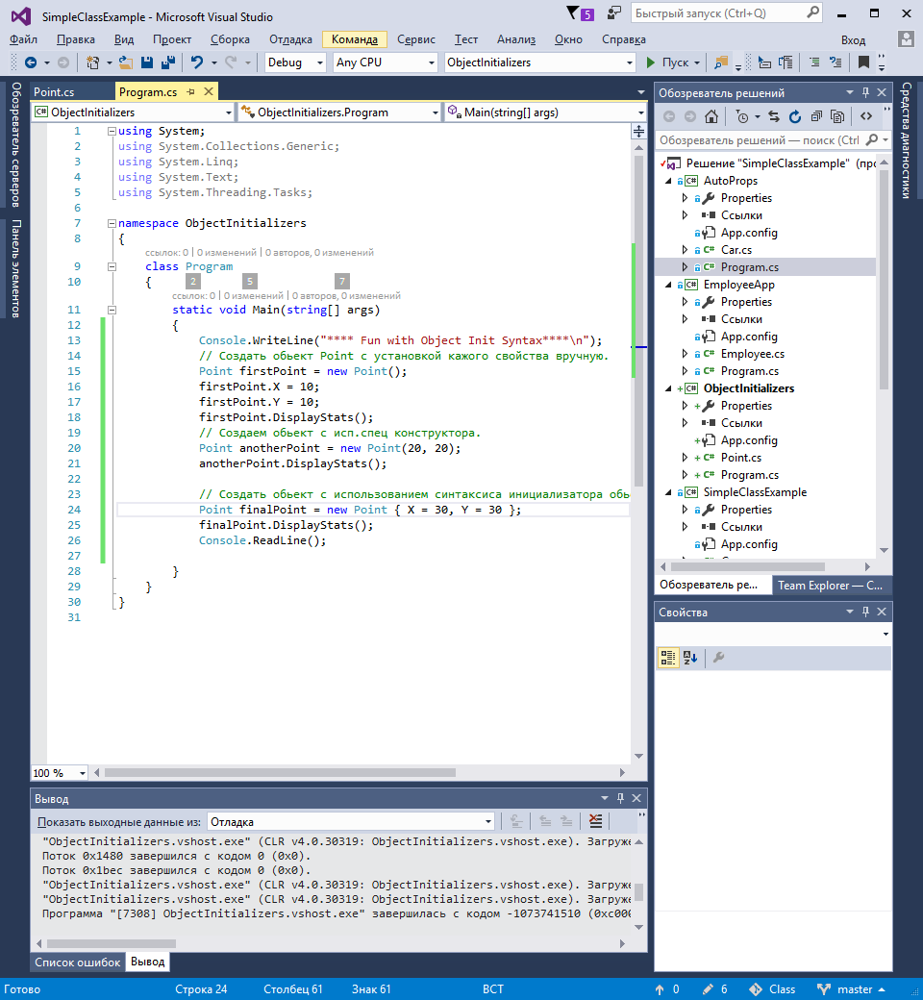 SimpleClassExample - Microsoft Visual Studio
5
Быстрый запуск (Ctrl+Q)
Файл Правка Вид Проект Сборка Отладка Команда Сервис Тест Анализ Окно Справка Вход
Debug Any CPU ObjectInitializers Пуск
Обозреватель серверов
Панель элементов
Point.cs Program.cs
C# ObjectInitializers ObjectInitializers.Program Main(string[] args)
1 using System;
2 using System.Collections.Generic;
3 using System.Linq;
4 using System.Text;
5 using System.Threading.Tasks;
6
7 namespace ObjectInitializers
8 {
ссылок: 0 | 0 изменений | 0 авторов, 0 изменений
9 class Program
10 {
2 5 7
ссылок: 0 | 0 изменений | 0 авторов, 0 изменений
11 static void Main(string[] args)
12 {
13 Console.WriteLine("**** Fun with Object Init Syntax****\n");
14 // Создать обьект Point с установкой кажого свойства вручную.
15 Point firstPoint = new Point();
16 firstPoint.X = 10;
17 firstPoint.Y = 10;
18 firstPoint.DisplayStats();
19 // Создаем обьект с исп.спец конструктора.
20 Point anotherPoint = new Point(20, 20);
21 anotherPoint.DisplayStats();
22
23 // Создать обьект с использованием синтаксиса инициализатора обь
24 Point finalPoint = new Point { X = 30, Y = 30 };
25 finalPoint.DisplayStats();
26 Console.ReadLine();
27
28 }
29 }
30 }
31
100 %
Вывод
Показать выходные данные из: Отладка
"ObjectInitializers.vshost.exe" (CLR v4.0.30319: ObjectInitializers.vshost.exe). Загруже
Поток 0x1480 завершился с кодом 0 (0x0).
Поток 0x1bec завершился с кодом 0 (0x0).
"ObjectInitializers.vshost.exe" (CLR v4.0.30319: ObjectInitializers.vshost.exe). Загруже
"ObjectInitializers.vshost.exe" (CLR v4.0.30319: ObjectInitializers.vshost.exe). Загруже
Программа "[7308] ObjectInitializers.vshost.exe" завершилась с кодом -1073741510 (0xc000
Список ошибок Вывод
Обозреватель решений
Обозреватель решений — поиск (Ctrl
Решение "SimpleClassExample" (про
C# AutoProps
Properties
Ссылки
App.config
C# Car.cs
C# Program.cs
C# EmployeeApp
Properties
Ссылки
App.config
C# Employee.cs
C# Program.cs
C# ObjectInitializers
Properties
Ссылки
App.config
C# Point.cs
C# Program.cs
C# SimpleClassExample
Properties
Ссылки
App.config
Обозреватель ре... Team Explorer — С...
Свойства
Средства диагностики
Готово Строка 24 Столбец 61 Знак 61 ВСТ 0 6 Class master